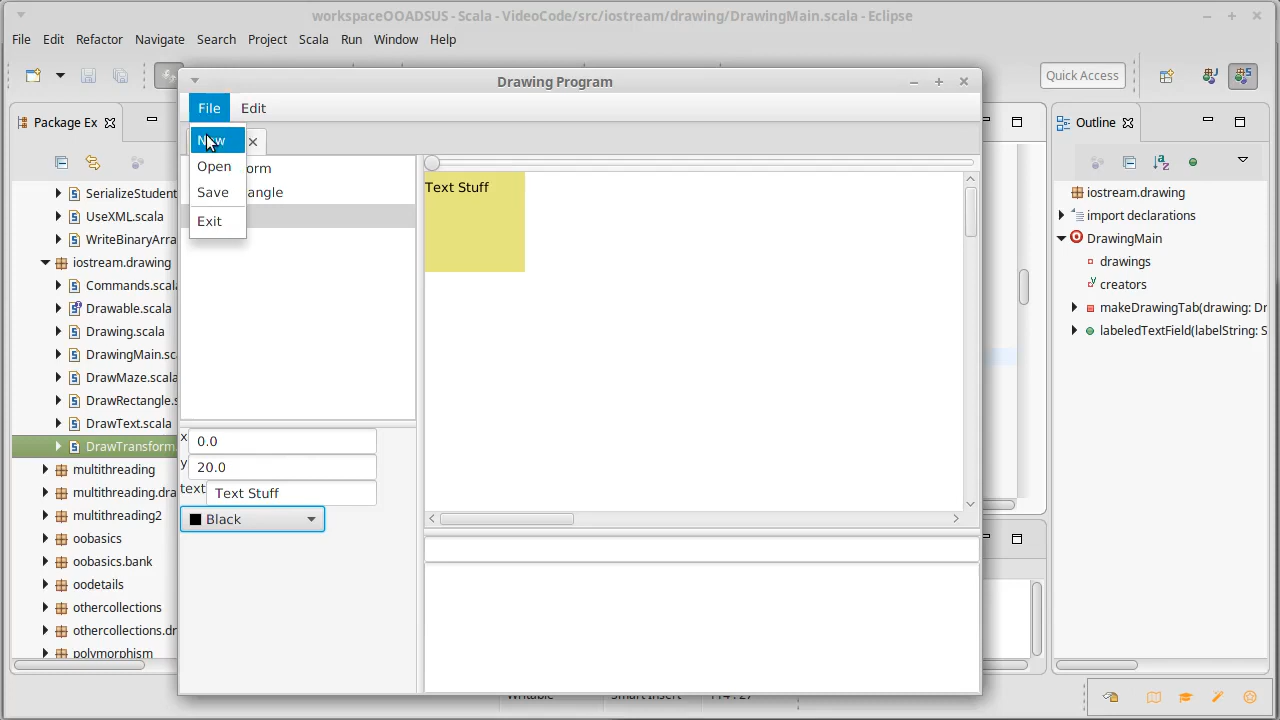 workspaceOOADSUS - Scala - VideoCode/src/iostream/drawing/DrawingMain.scala - Eclipse
File Edit Refactor Navigate Search Project Scala Run Window Help
Quick Access
Package Ex
SerializeStudent
UseXML.scala
WriteBinaryArra
iostream.drawing
Commands.scala
Drawable.scala
Drawing.scala
DrawingMain.sc
DrawMaze.scala
DrawRectangle.s
DrawText.scala
DrawTransform.
multithreading
multithreading.dra
multithreading2
oobasics
oobasics.bank
oodetails
othercollections
othercollections.dr
polymorphism
Drawing Program
File Edit
New
Open
Save
Exit
orm
angle
x 0.0
y 20.0
text Text Stuff
Black
Text Stuff
Outline
iostream.drawing
import declarations
DrawingMain
drawings
creators
makeDrawingTab(drawing: Dr
labeledTextField(labelString: S
Writable Smart Insert 114 : 27